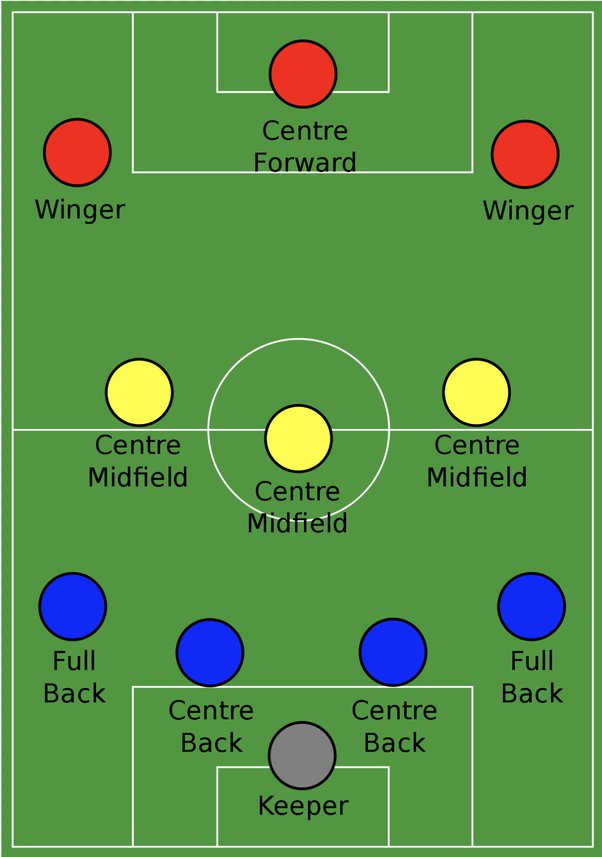 Centre
Forward
Winger
Winger
Centre
Midfield
Centre
Midfield
Centre
Midfield
Full
Back
Centre
Back
Centre
Back
Full
Back
Keeper